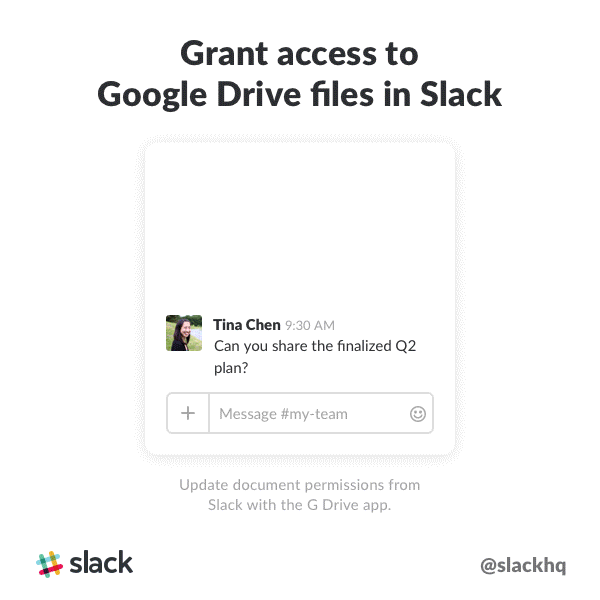 Grant access to
Google Drive files in Slack
Tina Chen 9:30 AM
Can you share the finalized Q2
plan?
Message #my-team
Update document permissions from
Slack with the G Drive app.
slack
@slackhq